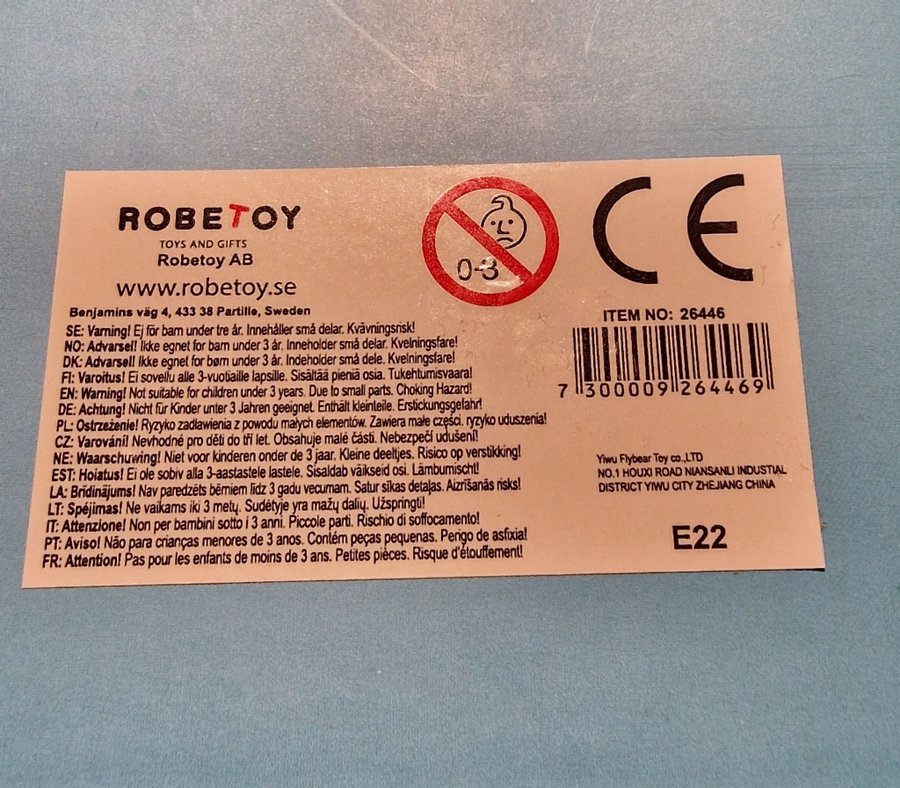 ROBETOY
TOYS AND GIFTS
Robetoy AB
www.robetoy.se
Benjamins väg 4, 433 38 Partille, Sweden
SE: Varning! Ej för barn under tre år. Innehåller små delar. Kvävningsrisk!
NO: Advarsel! Ikke egnet for barn under 3 år. Inneholder små delar. Kvelningsfare!
DK: Advarsel! Ikke egnet for børn under 3 år. Indeholder små dele. Kvelningsfare!
FI: Varoitus! Ei sovellu alle 3-vuotiaille lapsille. Sisältää pieniä osia. Tukehtumisvaara!
EN: Warning! Not suitable for children under 3 years. Due to small parts. Choking Hazard!
DE: Achtung! Nicht für Kinder unter 3 Jahren geeignet. Enthält kleinteile. Erstickungsgefahr!
PL: Ostrzeżenie! Ryzyko zadławienia z powodu małych elementów. Zawiera małe części. ryzyko uduszenia!
CZ: Varování! Nevhodné pro děti do tří let. Obsahuje malé části. Nebezpečí udušení!
NE: Waarschuwing! Niet voor kinderen onder de 3 jaar. Kleine deeltjes. Risico op verstikking!
EST: Hoiatus! Ei ole sobiv alla 3-aastastele lastele. Sisaldab väikseid osi. Lämbumischt!
LA: Brīdinājums! Nav paredzēts bērniem līdz 3 gadu vecumam. Satur sīkas detaļas. Aizrīšanās risks!
LT: Spėjimas! Ne vaikams iki 3 metų. Sudėtyje yra mažų dalių. Užspringti!
IT: Attenzione! Non per bambini sotto i 3 anni. Piccole parti. Rischio di soffocamento!
PT: Aviso! Não para crianças menores de 3 anos. Contém peças pequenas. Perigo de asfixia!
FR: Attention! Pas pour les enfants de moins de 3 ans. Petites pièces. Risque d'étouffement!
0-3
CE
ITEM NO: 26446
7 300009 264469
Yiwu Flybear Toy co.,LTD
NO.1 HOUXI ROAD NIANSANLI INDUSTIAL
DISTRICT YIWU CITY ZHEJIANG CHINA
E22